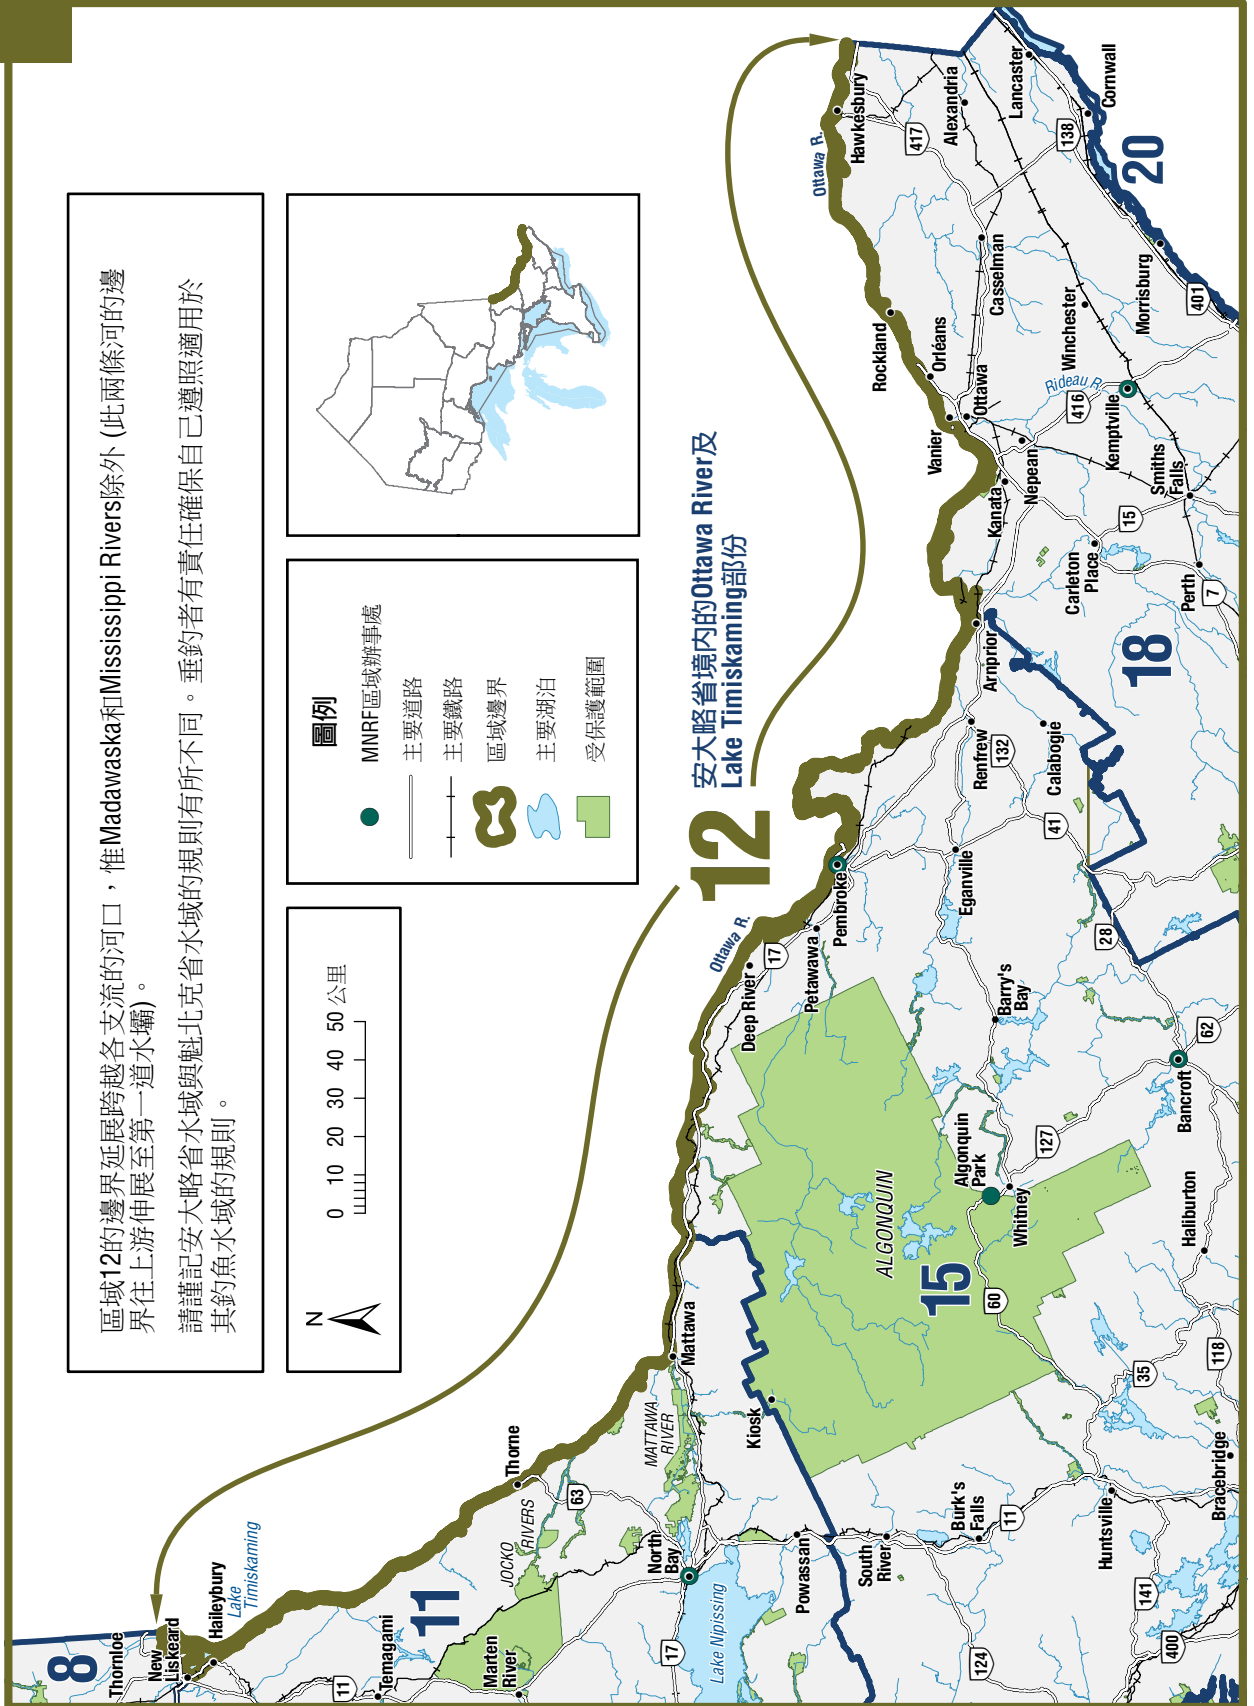 區域12的邊界延展跨越各支流的河口，惟Madawaska和Mississippi Rivers除外 (此兩條河的邊
界往上游伸展至第一道水壩)。
請謹記安大略省水域與魁北克省水域的規則有所不同。垂釣者有責任確保自己遵照適用於
其釣魚水域的規則。
N
0 10 20 30 40 50 公里
圖例
MNRF區域辦事處
主要道路
主要鐵路
區域邊界
主要湖泊
受保護範圍
12
安大略省境内的Ottawa River及
Lake Timiskaming部份
8
Thornloe
New
Liskeard
Haileybury
Lake
Timiskaming
11
Temagami
11
Marten
River
JOCKO
RIVERS
Thorne
63
MATTAWA
RIVER
Mattawa
North
Bay
17
Lake Nipissing
Powassan
Kiosk
South
River
Burk's
Falls
11
124
Huntsville
141
400
Bracebridge
118
35
Haliburton
60
15
ALGONQUIN
Algonquin
Park
Whitney
127
Bancroft
62
28
Barry's
Bay
Deep River
Ottawa R.
17
Petawawa
Pembroke
Eganville
41
Renfrew
132
Calabogie
Arnprior
18
Carleton
Place
15
Perth
7
Smiths
Falls
Kanata
Nepean
Vanier
Ottawa
Orléans
Rockland
416
Rideau R.
Kemptville
Winchester
Morrisburg
401
Casselman
20
138
Cornwall
Lancaster
Alexandria
417
Hawkesbury
Ottawa R.